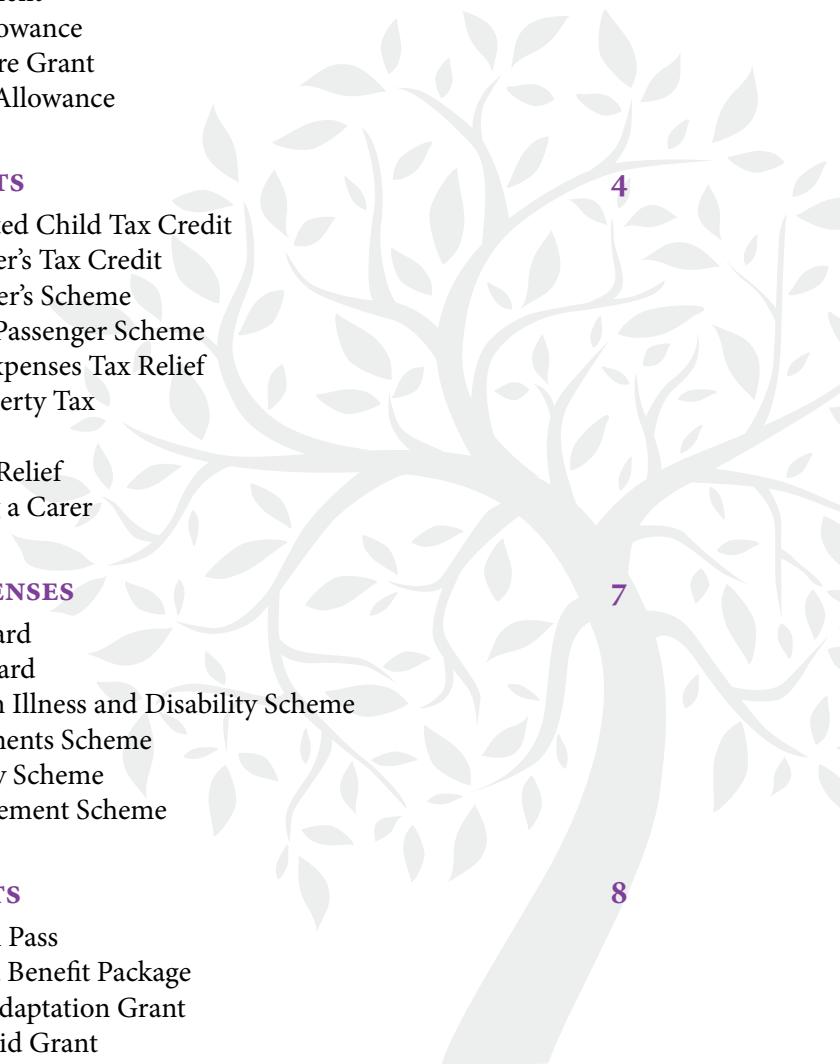 owance
re Grant
Allowance
TS 4
ed Child Tax Credit
er's Tax Credit
er's Scheme
Passenger Scheme
xpenses Tax Relief
erty Tax
Relief
a Carer
ENSES 7
ard
ard
n Illness and Disability Scheme
nents Scheme
y Scheme
ement Scheme
TS 8
Pass
Benefit Package
daptation Grant
id Grant